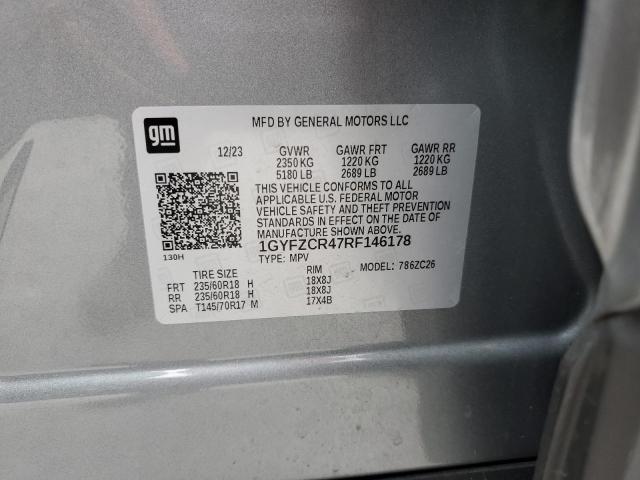 gm
MFD BY GENERAL MOTORS LLC
12/23 GVWR GAWR FRT GAWR RR
2350 KG 1220 KG 1220 KG
5180 LB 2689 LB 2689 LB
THIS VEHICLE CONFORMS TO ALL
APPLICABLE U.S. FEDERAL MOTOR
VEHICLE SAFETY AND THEFT PREVENTION
STANDARDS IN EFFECT ON THE DATE OF
MANUFACTURE SHOWN ABOVE.
130H
1GYFZCR47RF146178
TYPE: MPV
MODEL: 786ZC26
TIRE SIZE RIM
FRT 235/60R18 H 18X8J
RR 235/60R18 H 18X8J
SPA T145/70R17 M 17X4B